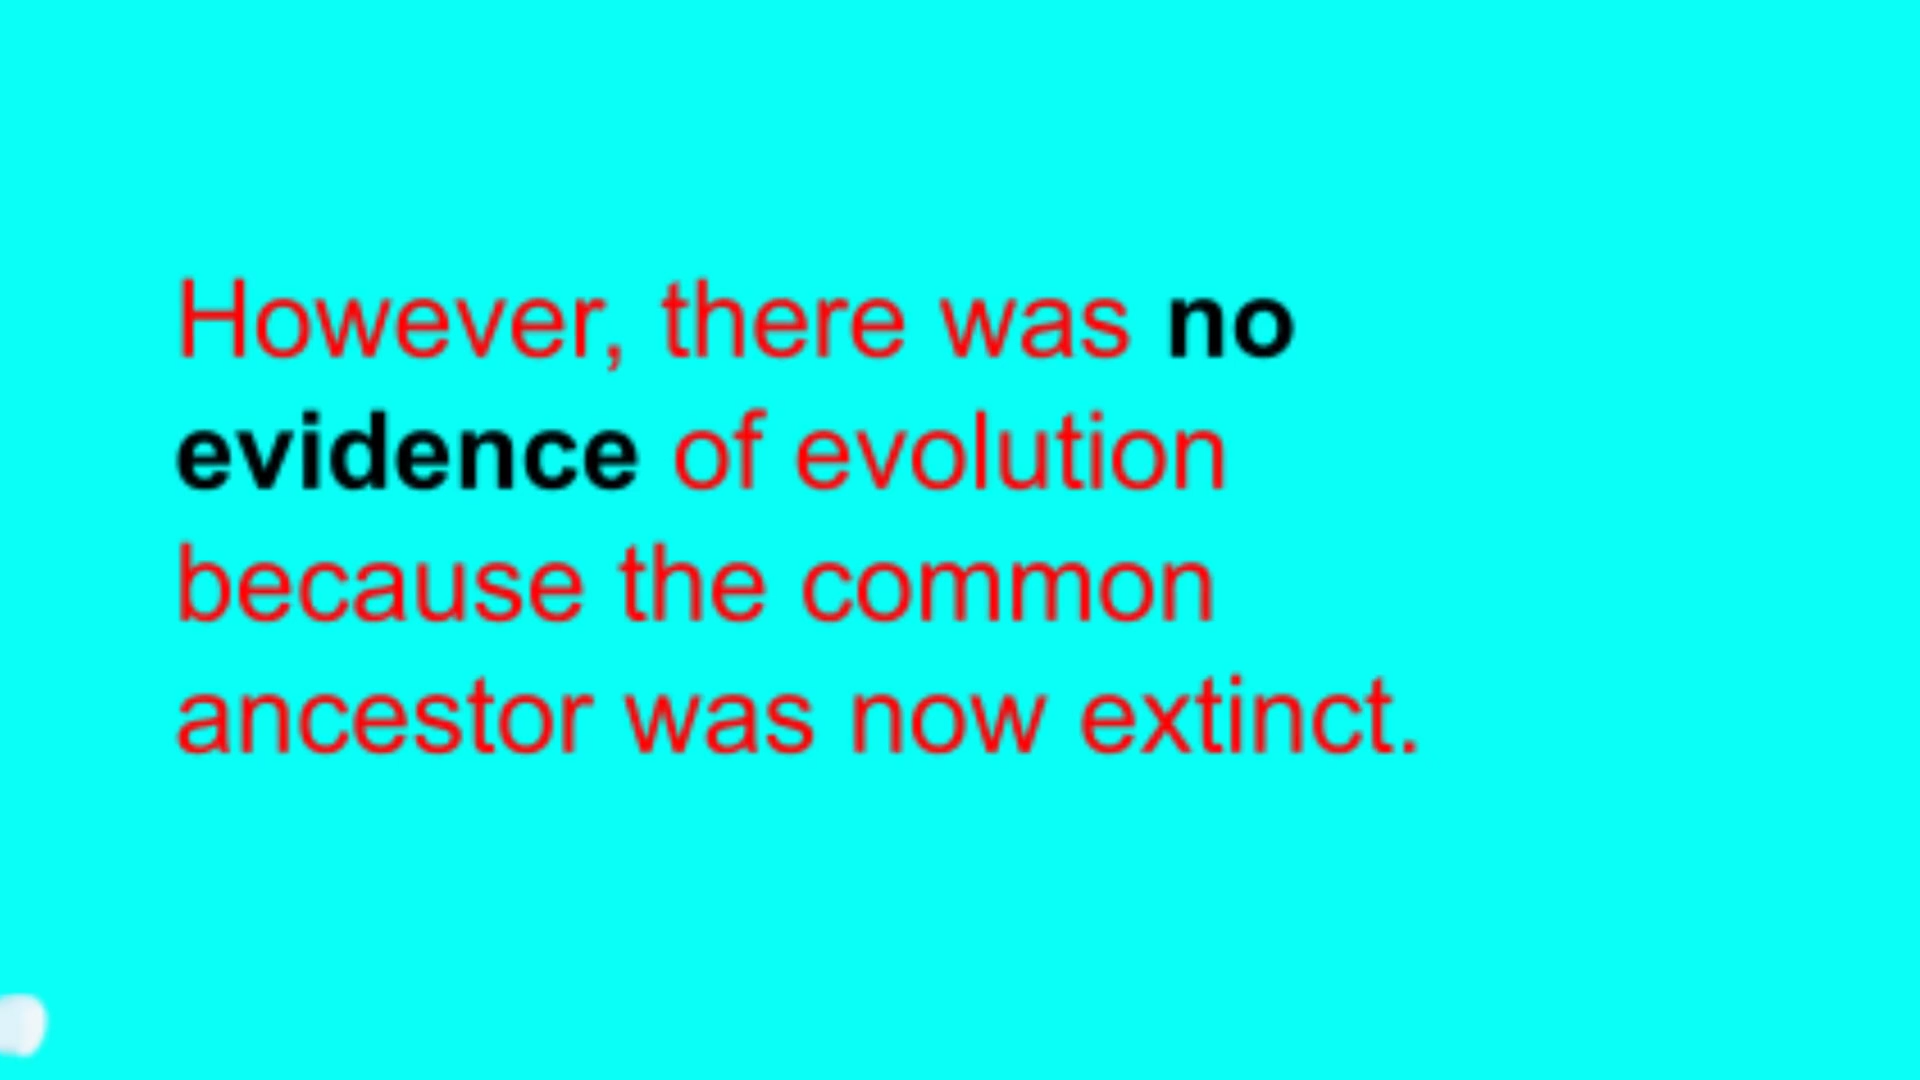 However, there was no
evidence of evolution
because the common
ancestor was now extinct.